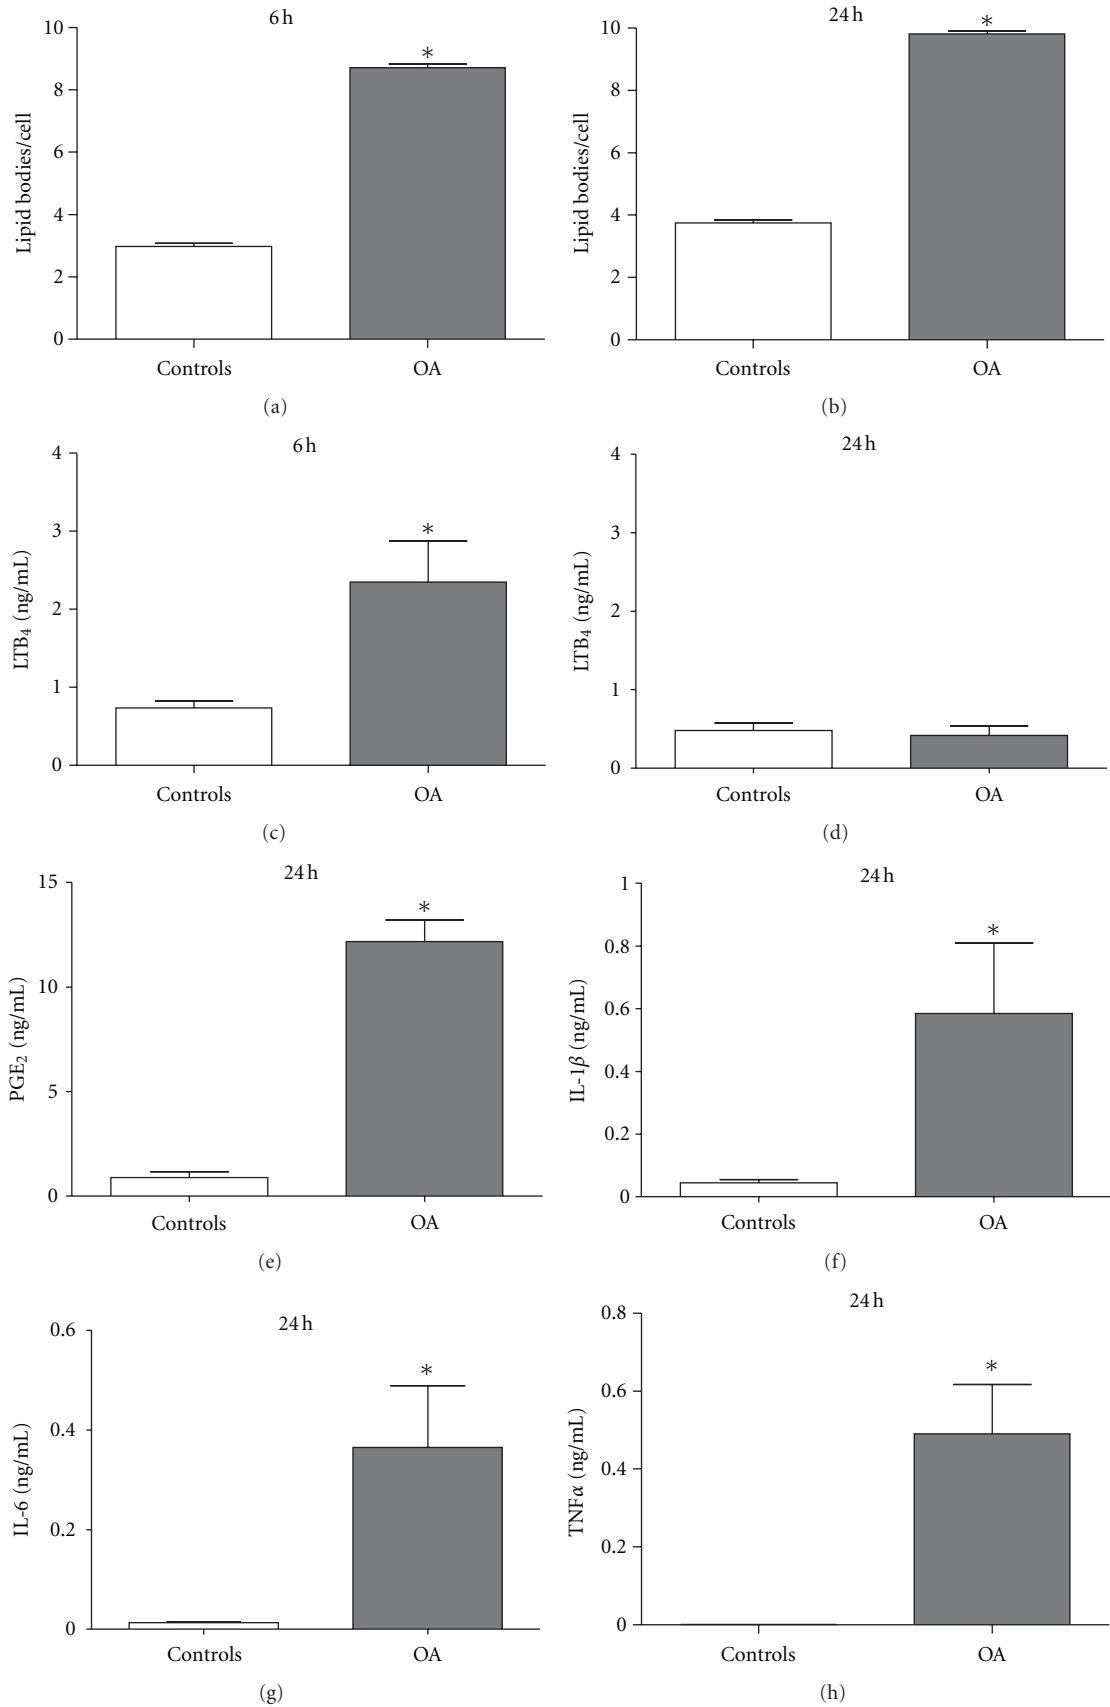 6 h
10
8
6
4
2
0
Lipid bodies/cell
*
Controls
OA
(a)
24 h
10
8
6
4
2
0
Lipid bodies/cell
*
Controls
OA
(b)
6 h
4
3
2
1
0
LTB₄ (ng/mL)
*
Controls
OA
(c)
24 h
4
3
2
1
0
LTB₄ (ng/mL)
Controls
OA
(d)
24 h
15
10
5
0
PGE₂ (ng/mL)
*
Controls
OA
(e)
24 h
1
0.8
0.6
0.4
0.2
0
IL-1β (ng/mL)
*
Controls
OA
(f)
24 h
0.6
0.4
0.2
0
IL-6 (ng/mL)
*
Controls
OA
(g)
24 h
0.8
0.6
0.4
0.2
0
TNFα (ng/mL)
*
Controls
OA
(h)